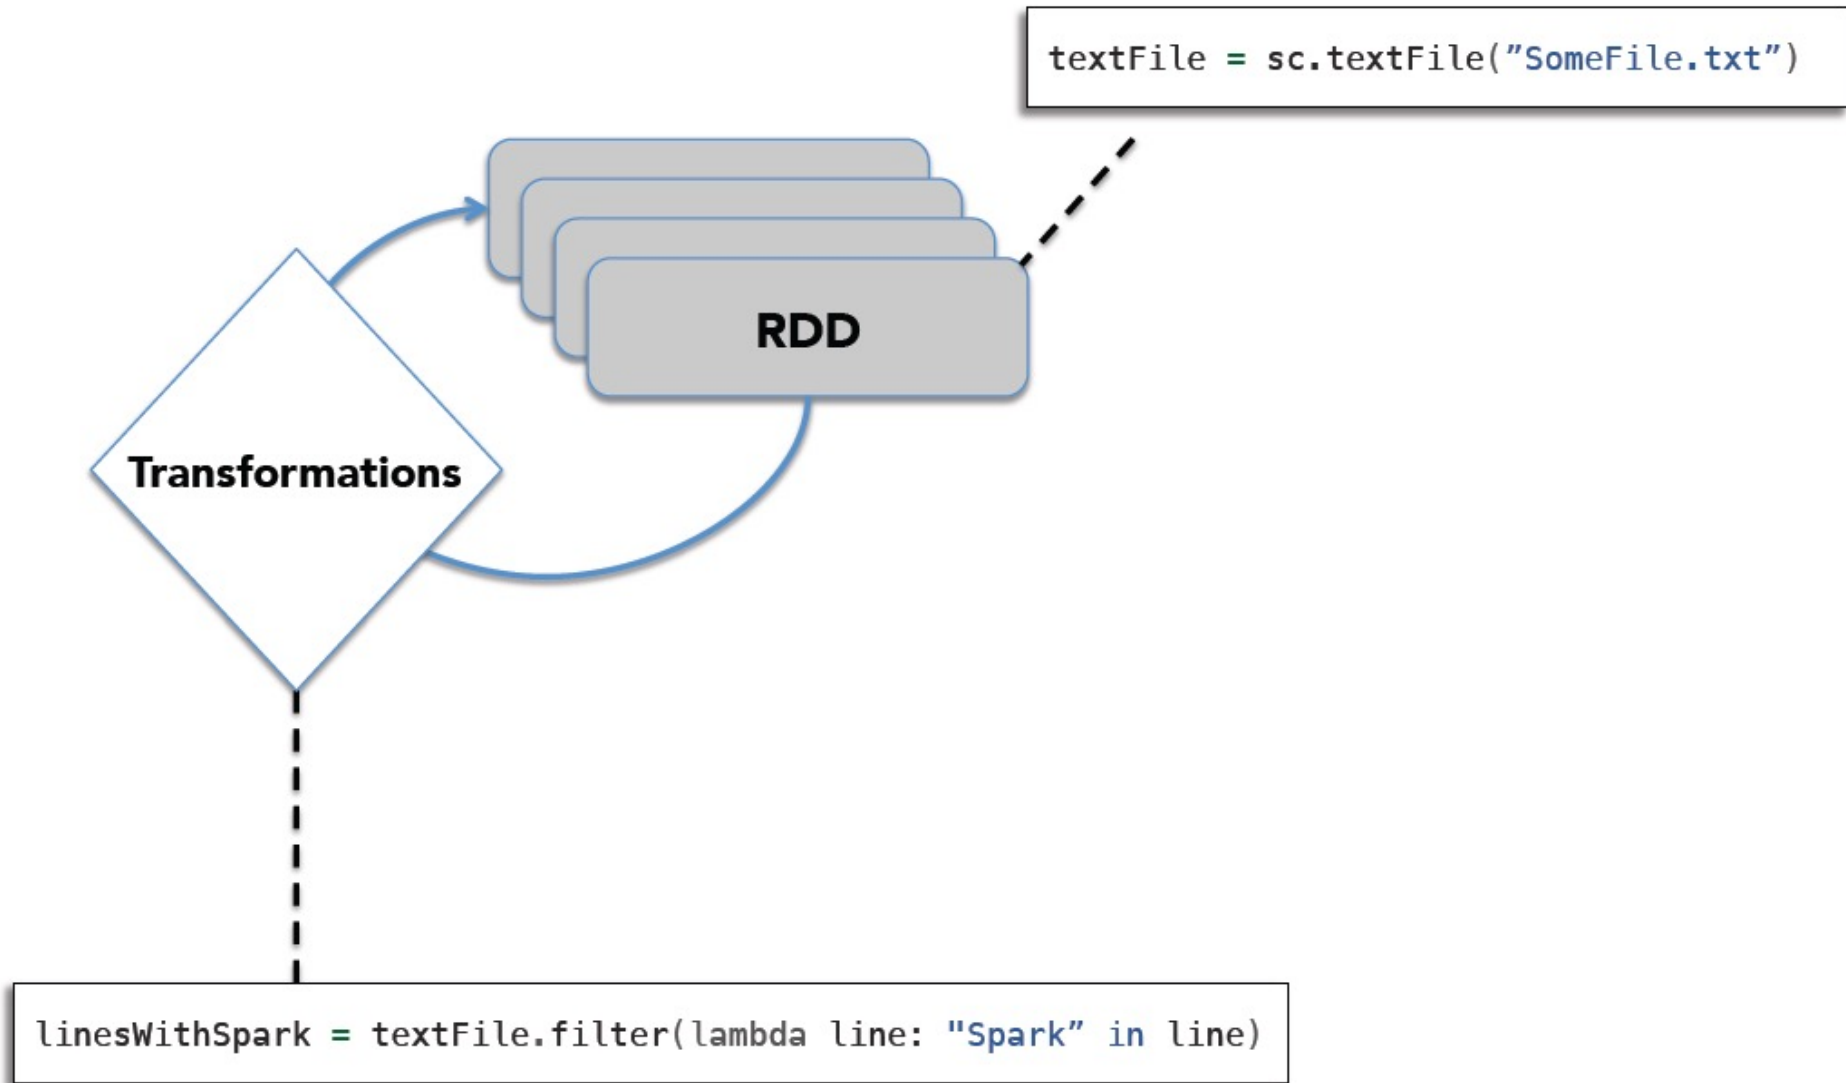 textFile = sc.textFile(”SomeFile.txt”)
RDD
Transformations
linesWithSpark = textFile.filter(lambda line: "Spark” in line)